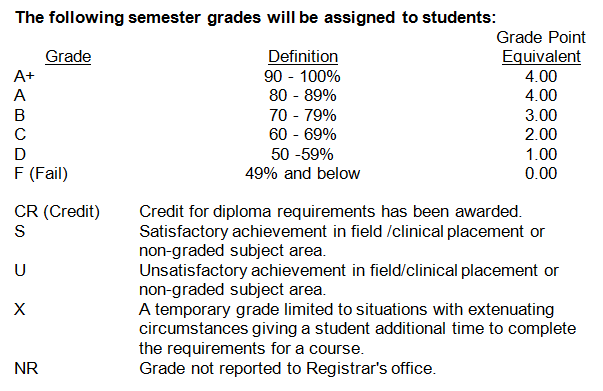 The following semester grades will be assigned to students:
Grade Point
Grade Definition Equivalent
A+ 90 - 100% 4.00
A 80 - 89% 4.00
B 70 - 79% 3.00
C 60 - 69% 2.00
D 50 -59% 1.00
F (Fail) 49% and below 0.00
CR (Credit) Credit for diploma requirements has been awarded.
S Satisfactory achievement in field /clinical placement or
non-graded subject area.
U Unsatisfactory achievement in field/clinical placement or
non-graded subject area.
X A temporary grade limited to situations with extenuating
circumstances giving a student additional time to complete
the requirements for a course.
NR Grade not reported to Registrar's office.